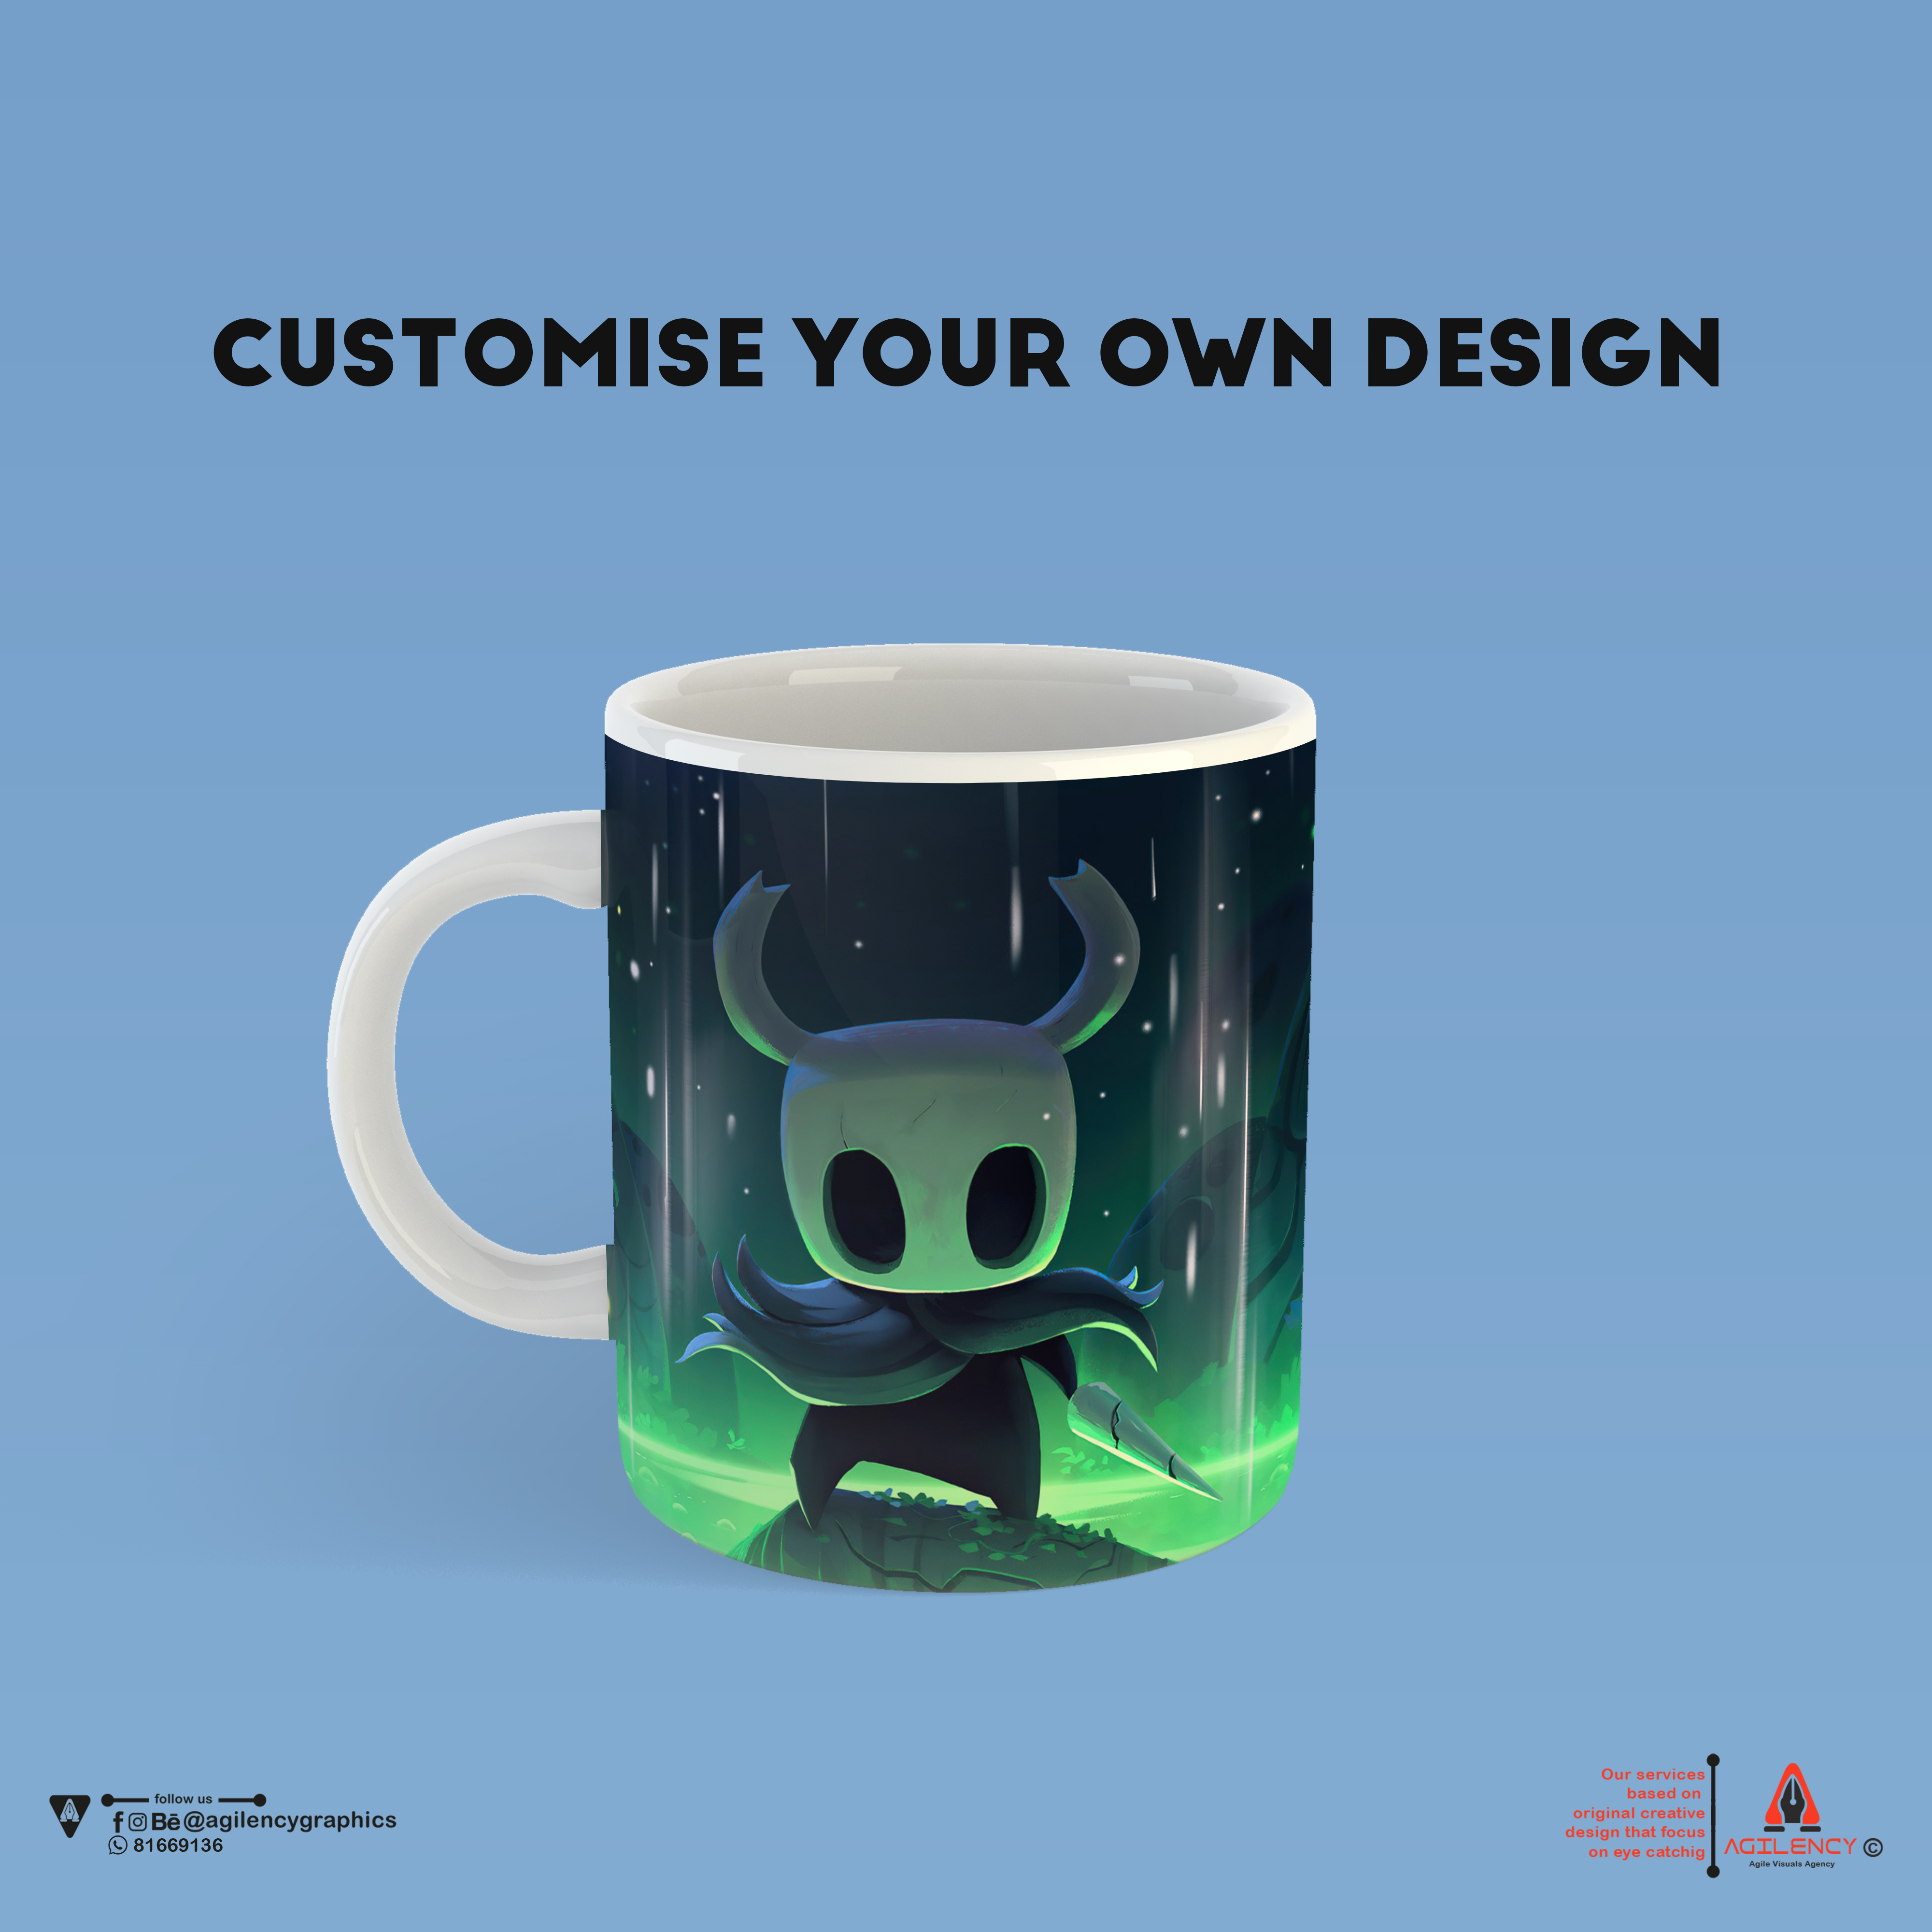 CUSTOMISE YOUR OWN DESIGN
follow us
f Bē@agilencygraphics
81669136
Our services
based on
original creative
design that focus
on eye catchig
AGILENCY ©
Agile Visuals Agency